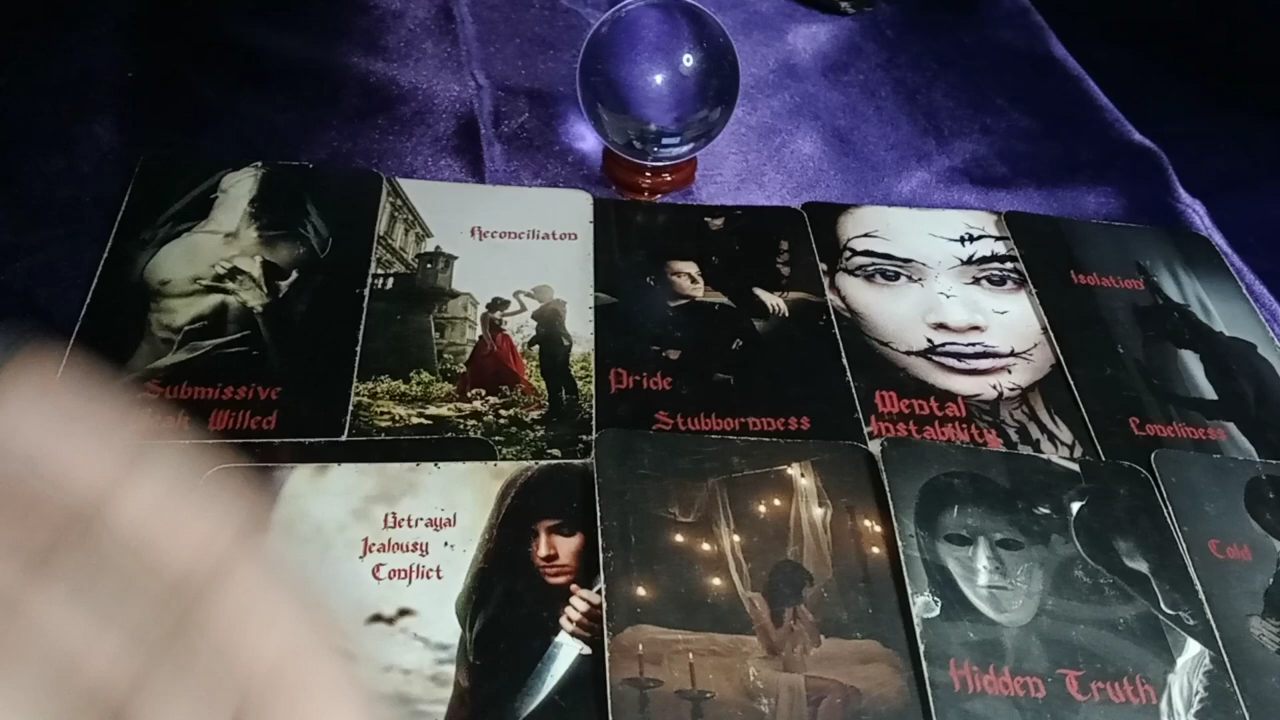 Submissive
Willed
Reconciliaton
Pride
Stubbornness
Mental
Instability
Isolation
Loneliness
Betrayal
Jealousy
Conflict
Hidden Truth
Cold